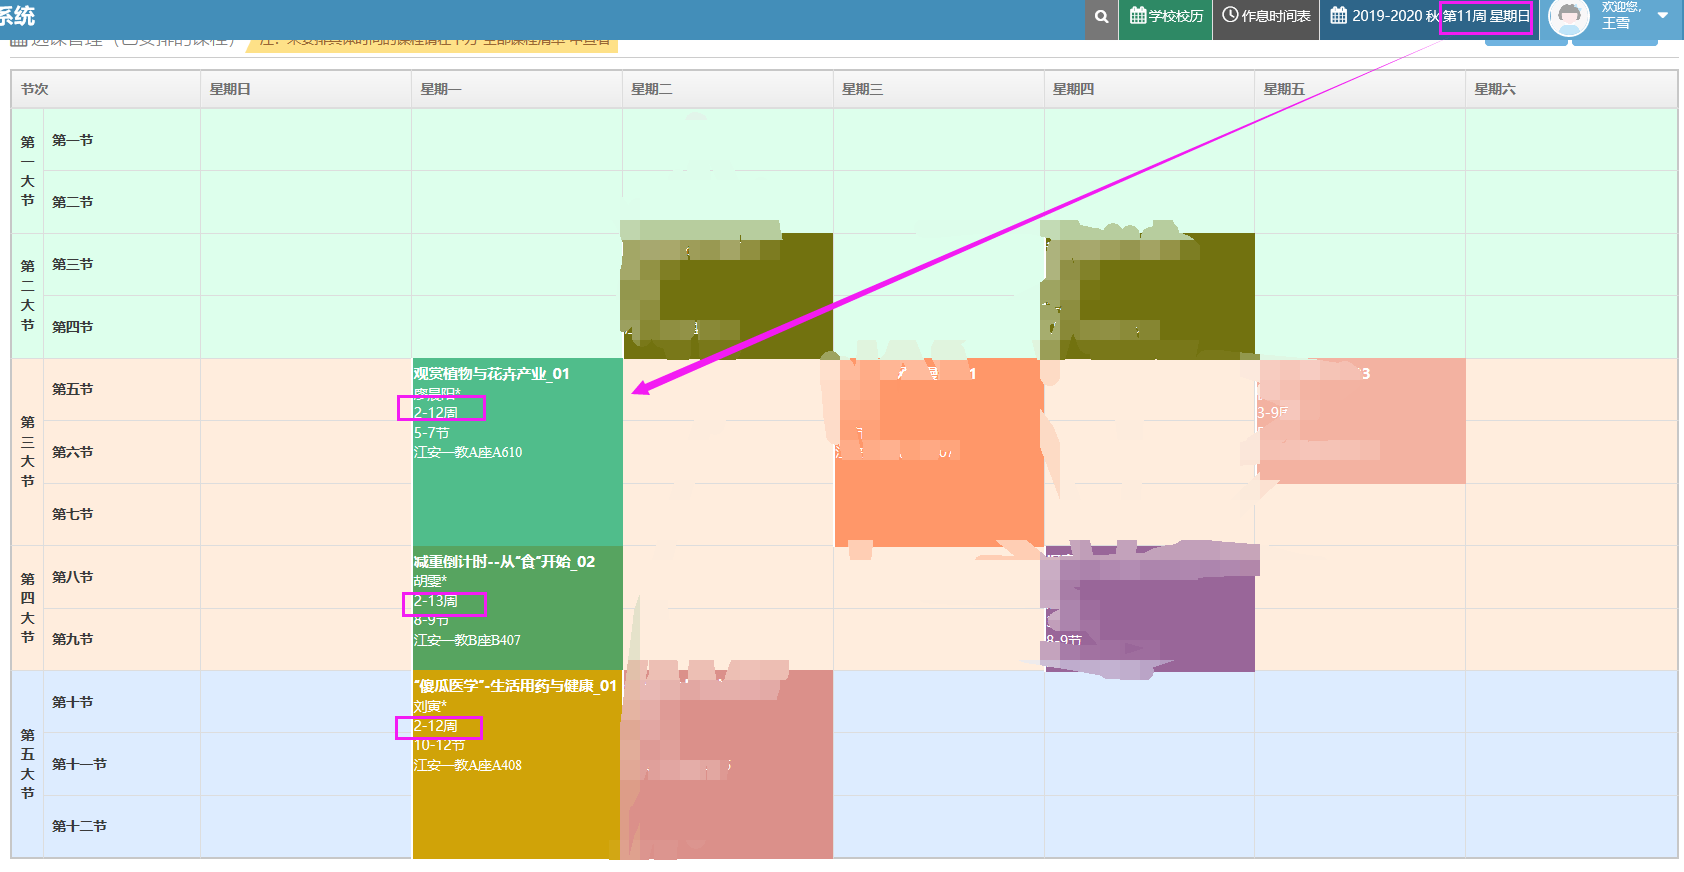 系统
学校校历
作息时间表
2019-2020 秋
第11周 星期日
欢迎您,
王雪
节次
星期日
星期一
星期二
星期三
星期四
星期五
星期六
第一大节
第一节
第二节
第二大节
第三节
第四节
第三大节
第五节
第六节
第七节
第四大节
第八节
第九节
第五大节
第十节
第十一节
第十二节
观赏植物与花卉产业_01
廖晨阳*
2-12周
5-7节
江安一教A座A610
减重倒计时--从“食”开始_02
胡雯*
2-13周
8-9节
江安一教B座B407
“傻瓜医学”-生活用药与健康_01
刘寅*
2-12周
10-12节
江安一教A座A408
3-9周
8-9节